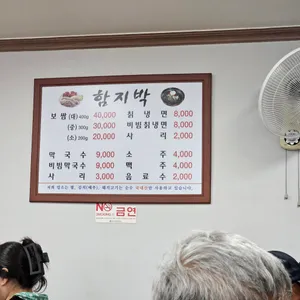 함지박
보쌈 (대) 400g 40,000 칡냉면 8,000
(중) 300g 30,000 비빔칡냉면 8,000
(소) 200g 20,000 사리 2,000
막국수 9,000 소주 4,000
비빔막국수 9,000 맥주 4,000
사리 3,000 음료수 2,000
NO SMOKING 금연